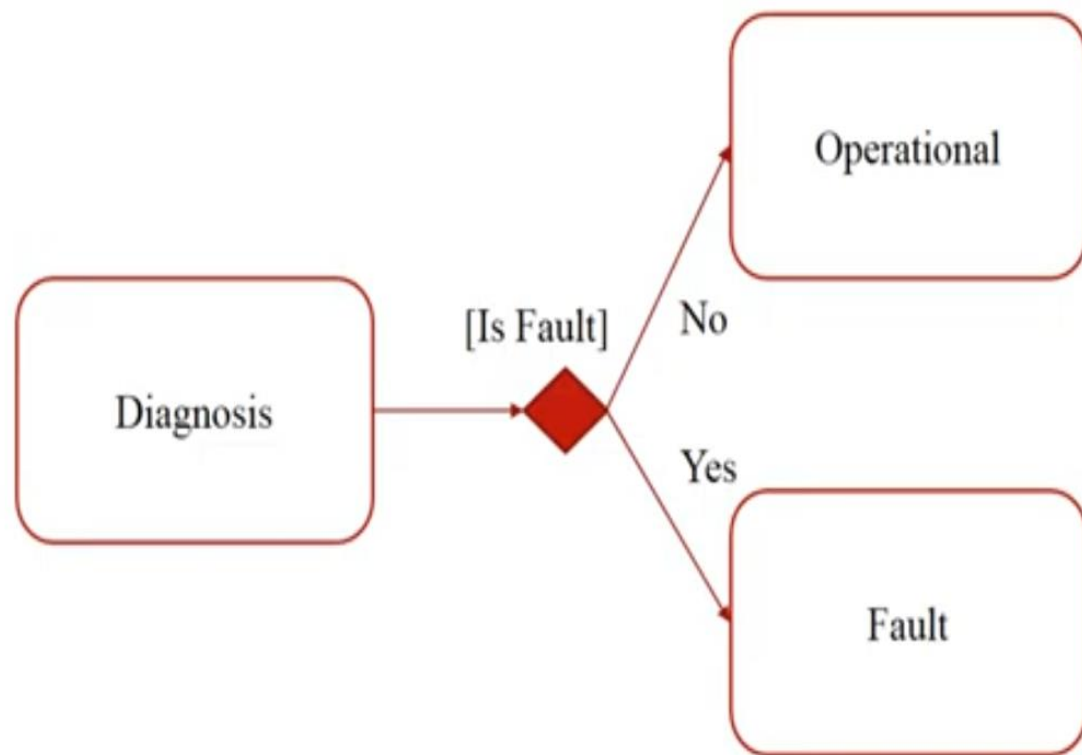 Operational
[Is Fault]
No
Diagnosis
Yes
Fault